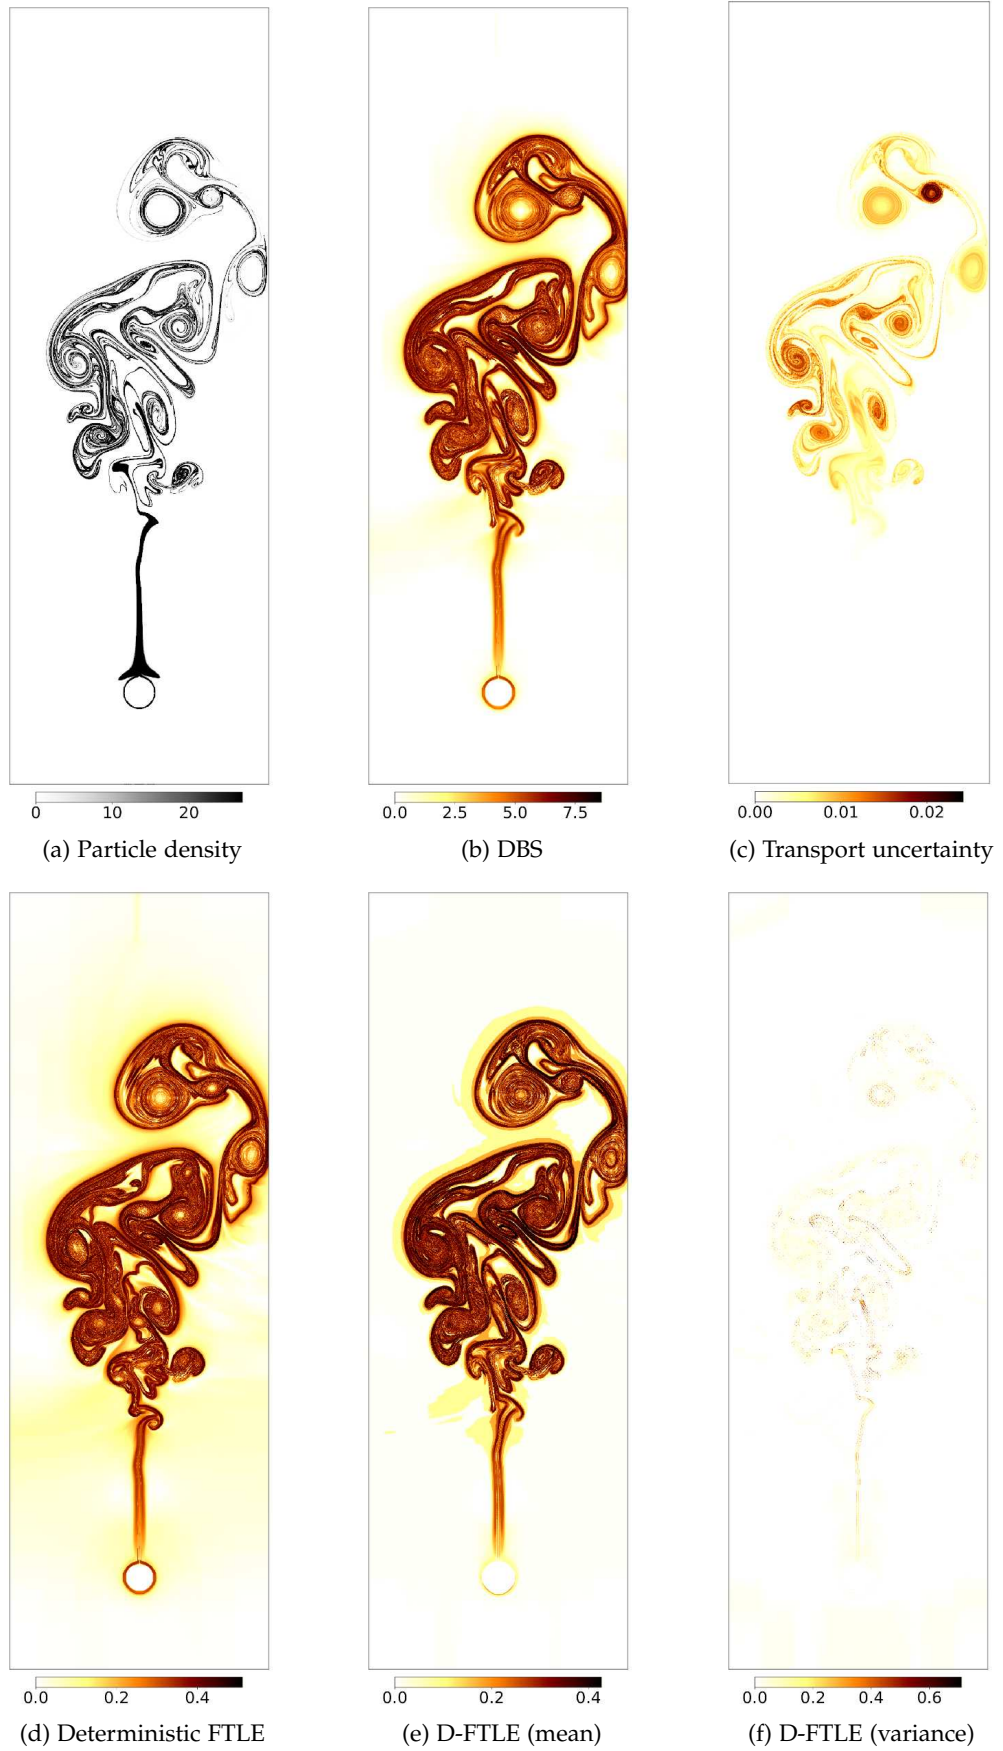 0 10 20
0.0 2.5 5.0 7.5
0.00 0.01 0.02
(a) Particle density
(b) DBS
(c) Transport uncertainty
0.0 0.2 0.4
0.0 0.2 0.4
0.0 0.2 0.4 0.6
(d) Deterministic FTLE
(e) D-FTLE (mean)
(f) D-FTLE (variance)